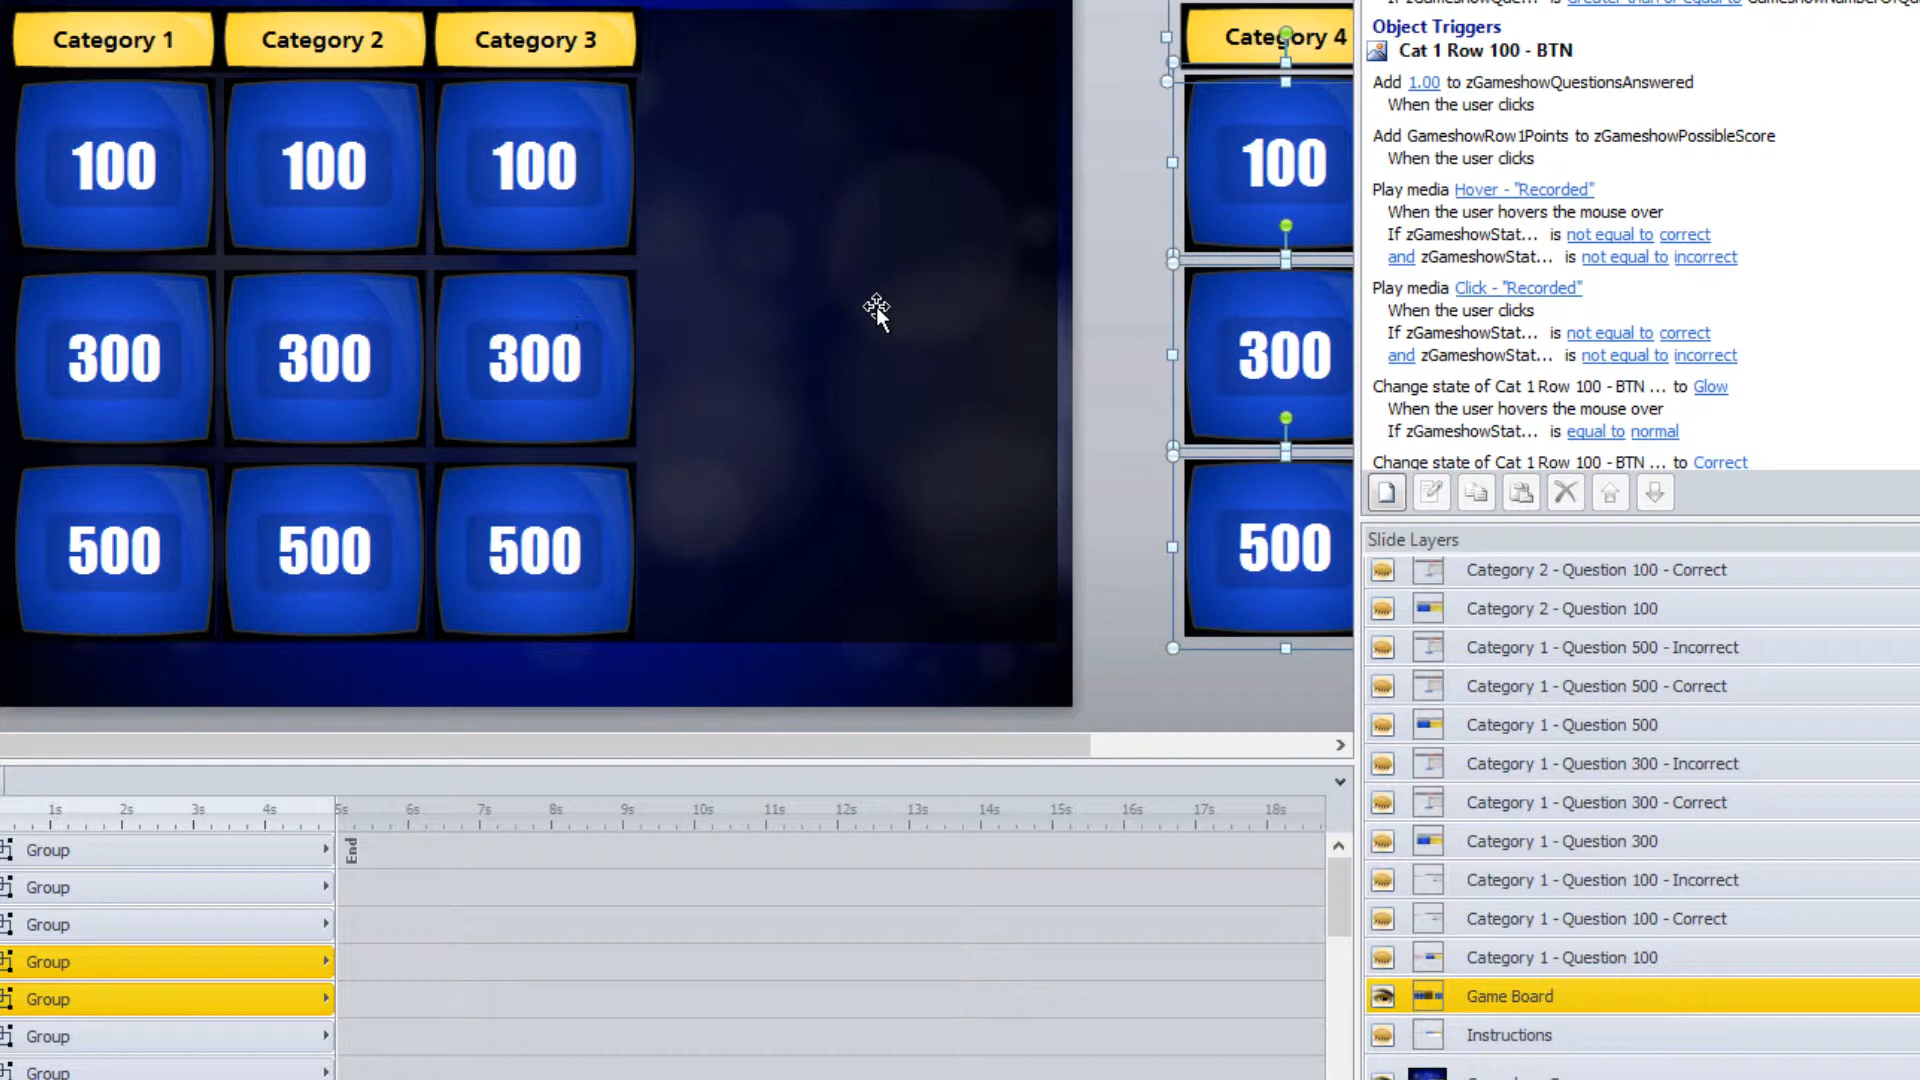 Category 1
Category 2
Category 3
100
100
100
300
300
300
500
500
500
Category 4
100
300
500
Object Triggers
Cat 1 Row 100 - BTN
Add 1.00 to zGameshowQuestionsAnswered
When the user clicks
Add GameshowRow1Points to zGameshowPossibleScore
When the user clicks
Play media Hover - "Recorded"
When the user hovers the mouse over
If zGameshowStat... is not equal to correct
and zGameshowStat... is not equal to incorrect
Play media Click - "Recorded"
When the user clicks
If zGameshowStat... is not equal to correct
and zGameshowStat... is not equal to incorrect
Change state of Cat 1 Row 100 - BTN ... to Glow
When the user hovers the mouse over
If zGameshowStat... is equal to normal
Change state of Cat 1 Row 100 - BTN ... to Correct
Slide Layers
Category 2 - Question 100 - Correct
Category 2 - Question 100
Category 1 - Question 500 - Incorrect
Category 1 - Question 500 - Correct
Category 1 - Question 500
Category 1 - Question 300 - Incorrect
Category 1 - Question 300 - Correct
Category 1 - Question 300
Category 1 - Question 100 - Incorrect
Category 1 - Question 100 - Correct
Category 1 - Question 100
Game Board
Instructions
1s 2s 3s 4s 5s 6s 7s 8s 9s 10s 11s 12s 13s 14s 15s 16s 17s 18s
End
Group
Group
Group
Group
Group
Group
Group